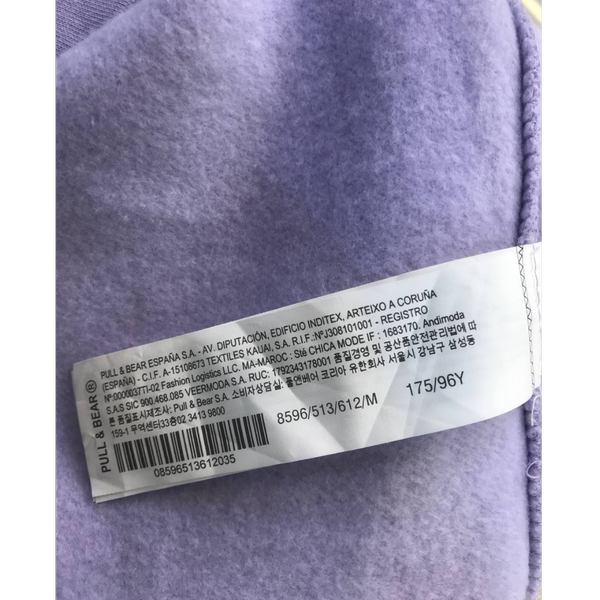 PULL & BEAR ®
PULL & BEAR ESPAÑA S.A. - AV. DIPUTACIÓN, EDIFICIO INDITEX, ARTEIXO A CORUÑA
(ESPAÑA) - C.I.F. A-15108673 TEXTILES KAUAI, S.A. R.I.F.:NºJ308101001 - REGISTRO
Nº:000003771-02 Fashion Logistics LLC. MA-MAROC : Sté CHICA MODE IF : 1683170. Andimoda
S.A.S SIC 900.468.085 VEERMODA S.A. RUC: 1792343178001 품질경영 및 공산품안전관리법에 따
른 품질표시제조사: Pull & Bear S.A. 소비자상담실: 풀앤베어 코리아 유한회사 서울시 강남구 삼성동
159-1 무역센터33층02 3413 9800
8596/513/612/M
175/96Y
08596513612035